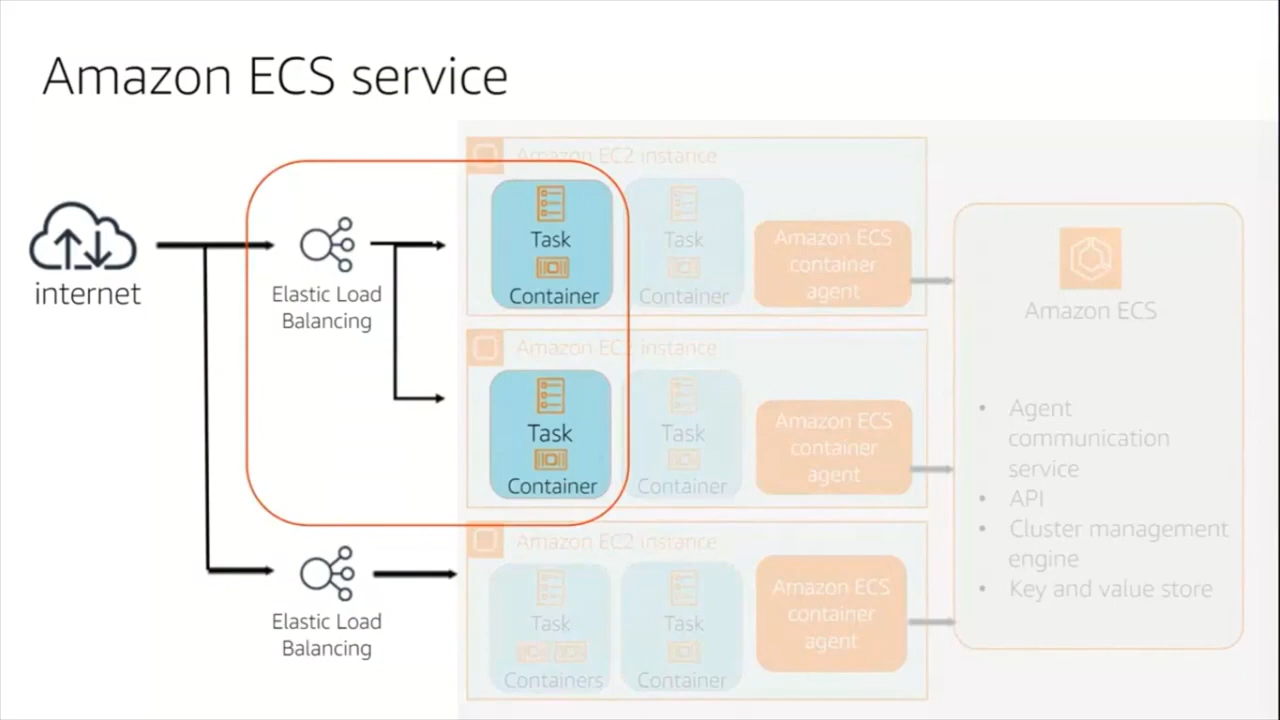 Amazon ECS service
internet
Elastic Load
Balancing
Elastic Load
Balancing
Amazon EC2 instance
Task
Container
Task
Container
Amazon ECS
container
agent
Amazon EC2 instance
Task
Container
Task
Container
Amazon ECS
container
agent
Amazon EC2 instance
Task
Containers
Task
Container
Amazon ECS
container
agent
Amazon ECS
• Agent
communication
service
• API
• Cluster management
engine
• Key and value store